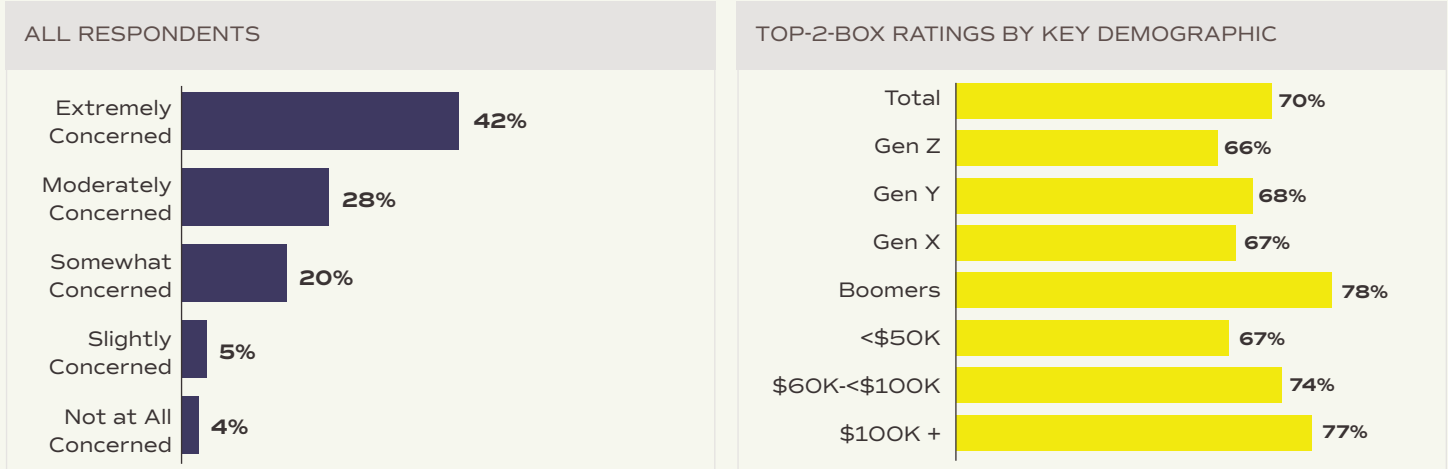 ALL RESPONDENTS
Extremely
Concerned
42%
Moderately
Concerned
28%
Somewhat
Concerned
20%
Slightly
Concerned
5%
Not at All
Concerned
4%
TOP-2-BOX RATINGS BY KEY DEMOGRAPHIC
Total 70%
Gen Z 66%
Gen Y 68%
Gen X 67%
Boomers 78%
<$50K 67%
$60K-<$100K 74%
$100K + 77%